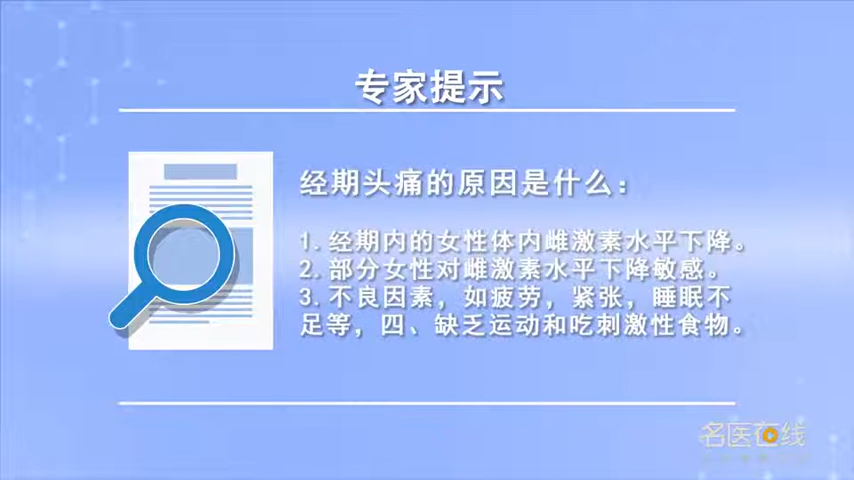 专家提示
经期头痛的原因是什么：
1.经期内的女性体内雌激素水平下降。
2.部分女性对雌激素水平下降敏感。
3.不良因素，如疲劳，紧张，睡眠不
足等，四、缺乏运动和吃刺激性食物。
名医在线